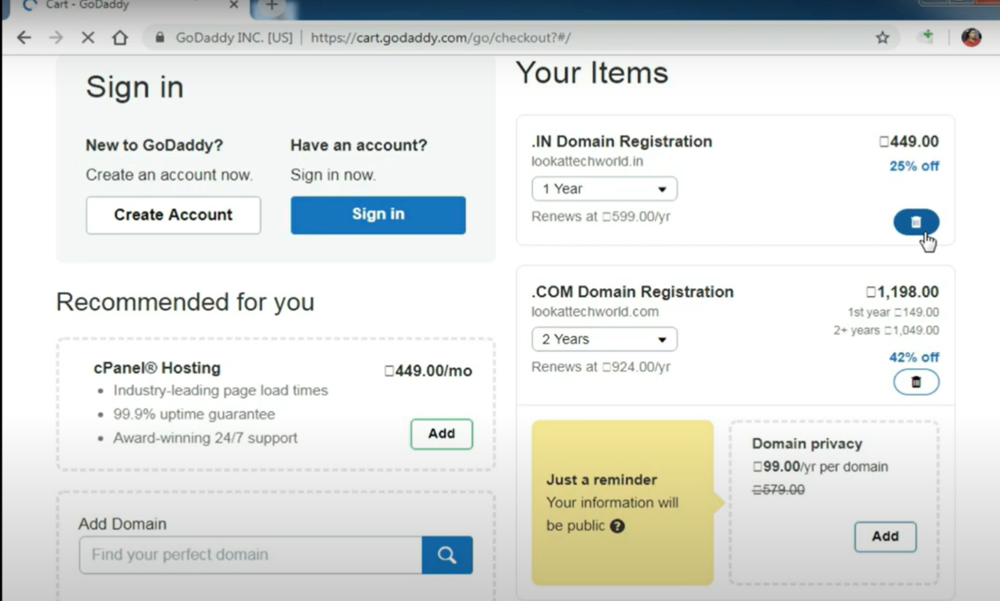 Cart - GoDaddy
GoDaddy INC. [US] | https://cart.godaddy.com/go/checkout?#/
Sign in
New to GoDaddy?
Create an account now.
Create Account
Have an account?
Sign in now.
Sign in
Recommended for you
cPanel® Hosting
□449.00/mo
• Industry-leading page load times
• 99.9% uptime guarantee
• Award-winning 24/7 support
Add
Add Domain
Find your perfect domain
Your Items
.IN Domain Registration
□449.00
lookattechworld.in
25% off
1 Year
Renews at □599.00/yr
.COM Domain Registration
□1,198.00
lookattechworld.com
1st year □149.00
2+ years □1,049.00
2 Years
42% off
Renews at □924.00/yr
Just a reminder
Your information will
be public ?
Domain privacy
□99.00/yr per domain
□579.00
Add